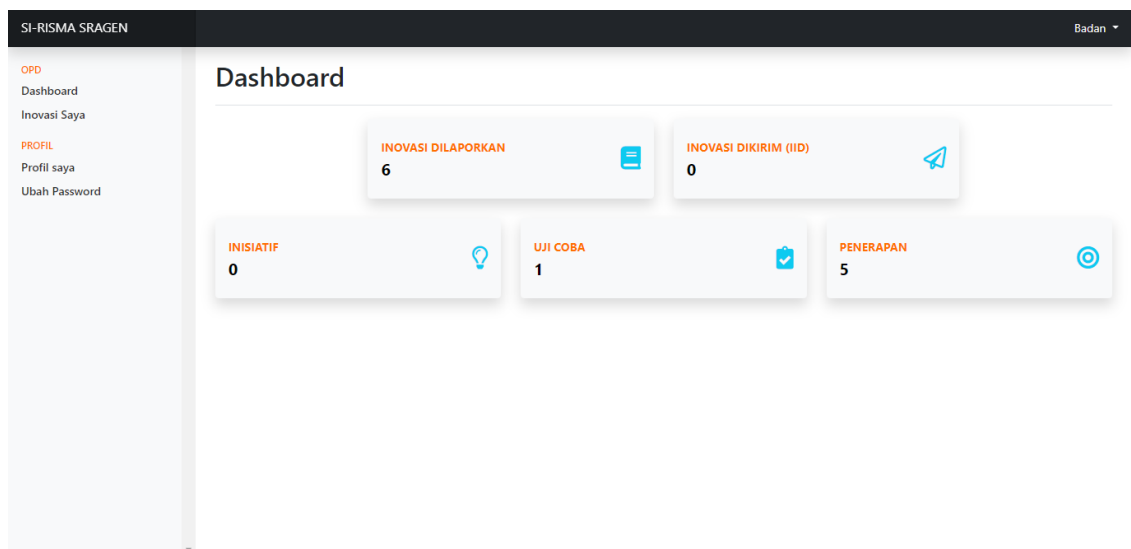 SI-RISMA SRAGEN
Badan
OPD
Dashboard
Inovasi Saya
PROFIL
Profil saya
Ubah Password
Dashboard
INOVASI DILAPORKAN
6
INOVASI DIKIRIM (IID)
0
INISIATIF
0
UJI COBA
1
PENERAPAN
5